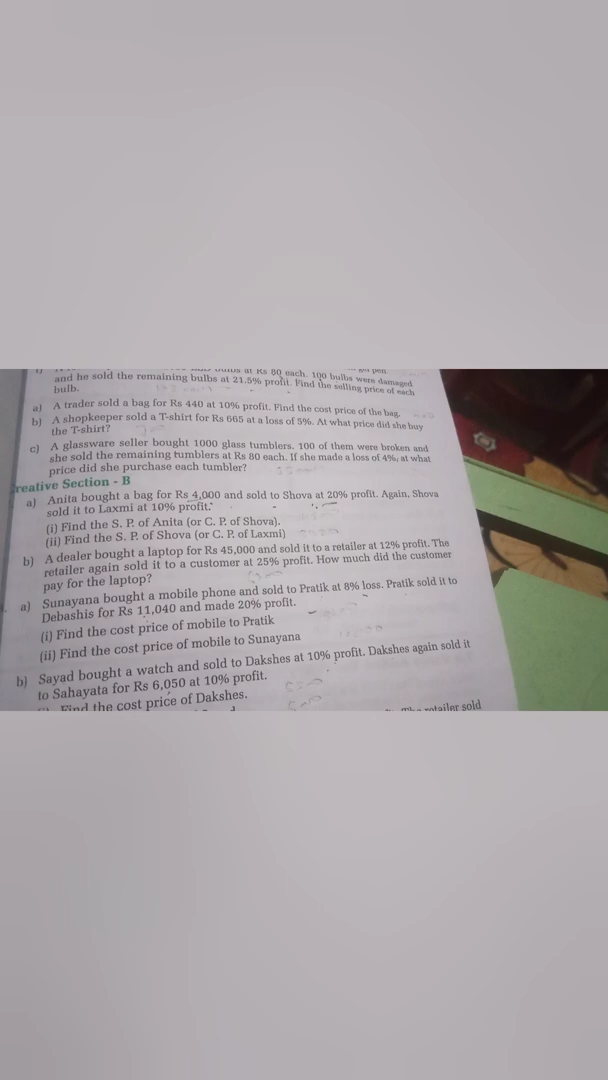 at Rs 80 each. 100 bulbs were damaged
and he sold the remaining bulbs at 21.5% profit. Find the selling price of each
bulb.
a) A trader sold a bag for Rs 440 at 10% profit. Find the cost price of the bag.
b) A shopkeeper sold a T-shirt for Rs 665 at a loss of 5%. At what price did she buy
the T-shirt?
c) A glassware seller bought 1000 glass tumblers. 100 of them were broken and
she sold the remaining tumblers at Rs 80 each. If she made a loss of 4%, at what
price did she purchase each tumbler?
reative Section - B
a) Anita bought a bag for Rs 4,000 and sold to Shova at 20% profit. Again, Shova
sold it to Laxmi at 10% profit.
(i) Find the S. P. of Anita (or C. P. of Shova).
(ii) Find the S. P. of Shova (or C. P. of Laxmi)
b) A dealer bought a laptop for Rs 45,000 and sold it to a retailer at 12% profit. The
retailer again sold it to a customer at 25% profit. How much did the customer
pay for the laptop?
a) Sunayana bought a mobile phone and sold to Pratik at 8% loss. Pratik sold it to
Debashis for Rs 11,040 and made 20% profit.
(i) Find the cost price of mobile to Pratik
(ii) Find the cost price of mobile to Sunayana
b) Sayad bought a watch and sold to Dakshes at 10% profit. Dakshes again sold it
to Sahayata for Rs 6,050 at 10% profit.
Find the cost price of Dakshes.
retailer sold